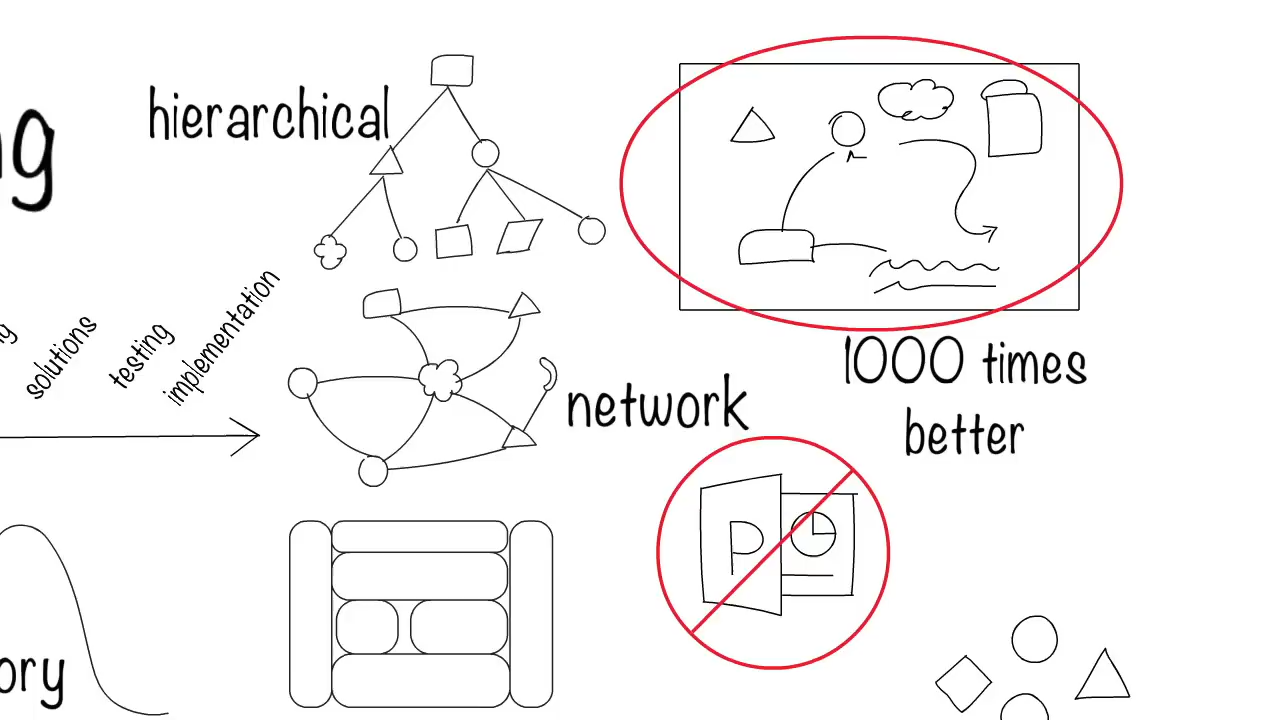 hierarchical
solutions
testing
implementation
network
1000 times
better
P